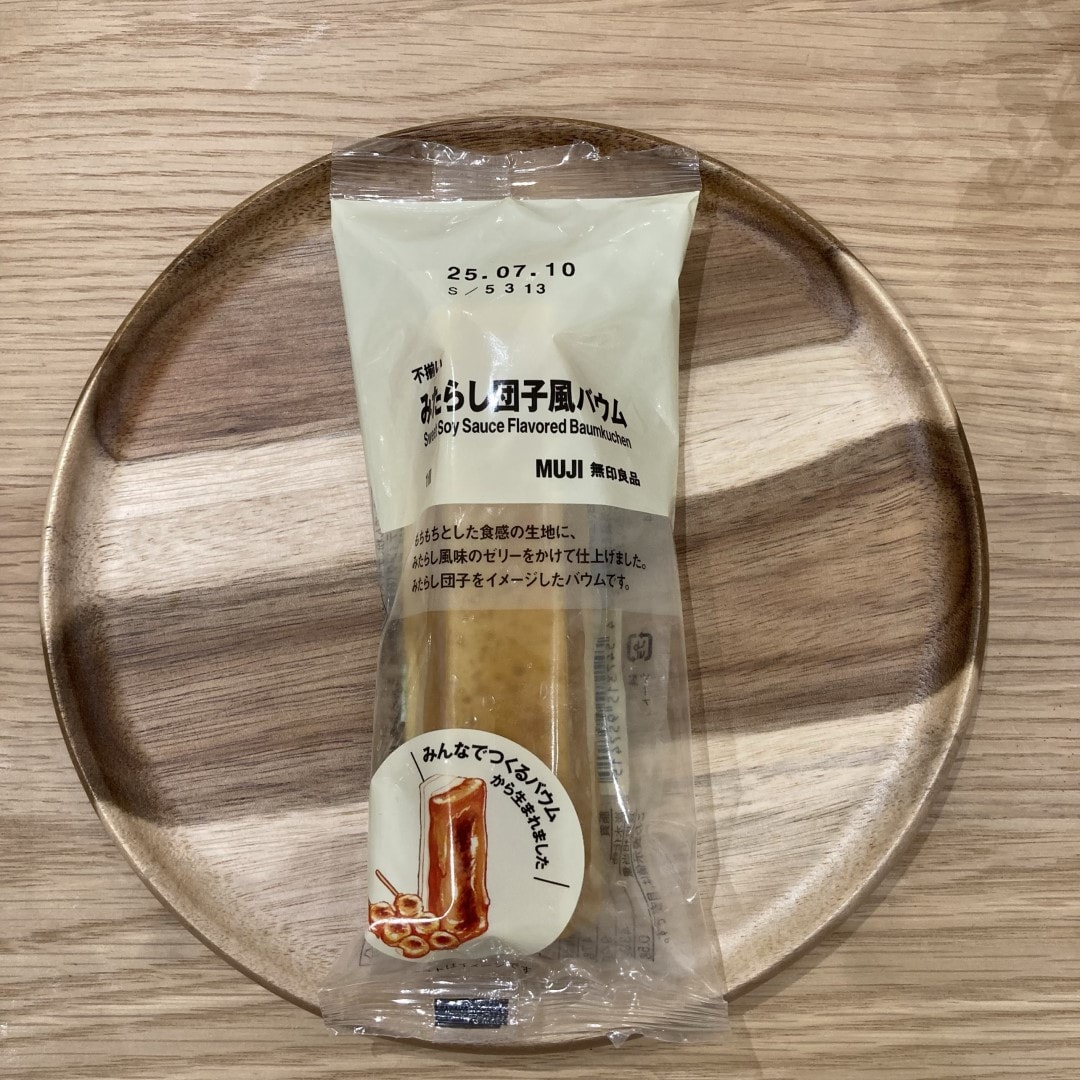 25.07.10
S/5313
不揃い
みたらし団子風バウム
Sweet Soy Sauce Flavored Baumkuchen
MUJI 無印良品
もちもちとした食感の生地に、
みたらし風味のゼリーをかけて仕上げました。
みたらし団子をイメージしたバウムです。
みんなでつくるバウム
から生まれました